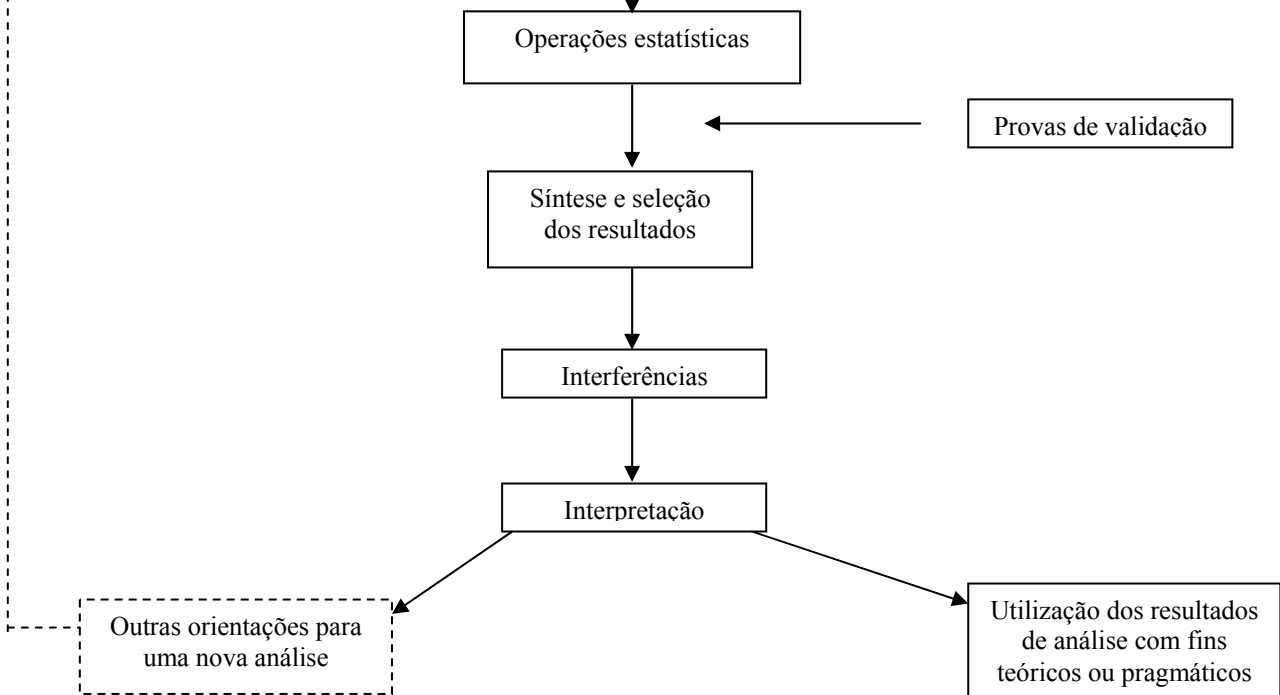 Operações estatísticas
Provas de validação
Síntese e seleção
dos resultados
Interferências
Interpretação
Outras orientações para
uma nova análise
Utilização dos resultados
de análise com fins
teóricos ou pragmáticos